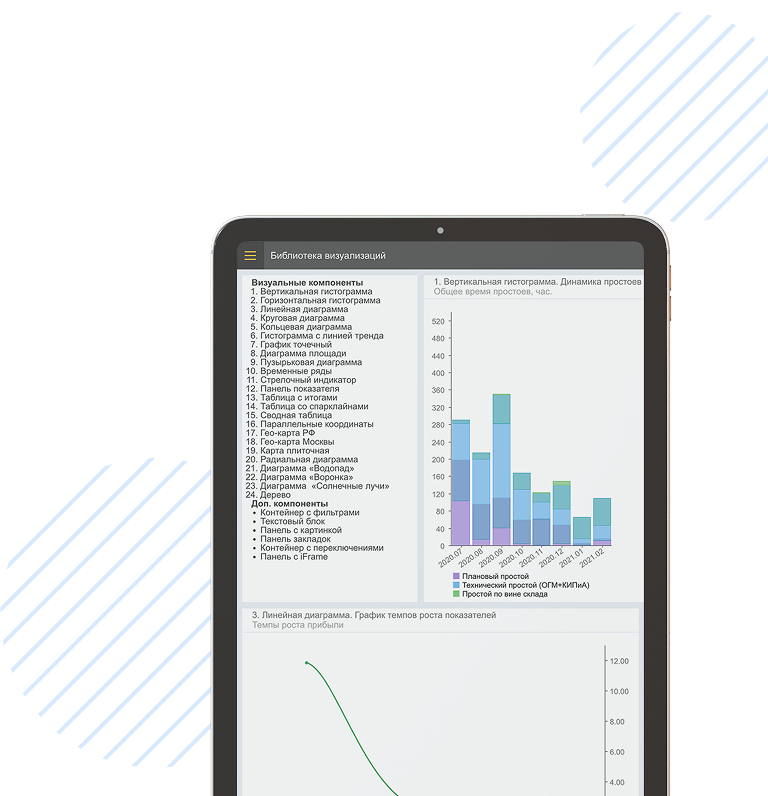 Библиотека визуализаций
Визуальные компоненты
1. Вертикальная гистограмма
2. Горизонтальная гистограмма
3. Линейная диаграмма
4. Круговая диаграмма
5. Кольцевая диаграмма
6. Гистограмма с линией тренда
7. График точечный
8. Диаграмма площади
9. Пузырьковая диаграмма
10. Временные ряды
11. Стрелочный индикатор
12. Панель показателя
13. Таблица с итогами
14. Таблица со спарклайнами
15. Сводная таблица
16. Параллельные координаты
17. Гео-карта РФ
18. Гео-карта Москвы
19. Карта плиточная
20. Радиальная диаграмма
21. Диаграмма «Водопад»
22. Диаграмма «Воронка»
23. Диаграмма «Солнечные лучи»
24. Дерево
Доп. компоненты
• Контейнер с фильтрами
• Текстовый блок
• Панель с картинкой
• Панель закладок
• Контейнер с переключениями
• Панель с iFrame
1. Вертикальная гистограмма. Динамика простоев
Общее время простоев, час.
520
480
440
400
360
320
280
240
200
160
120
80
40
0
2020.07
2020.08
2020.09
2020.10
2020.11
2020.12
2021.01
2021.02
Плановый простой
Технический простой (ОГМ+КИПиА)
Простой по вине склада
3. Линейная диаграмма. График темпов роста показателей
Темпы роста прибыли
12.00
10.00
8.00
6.00
4.00